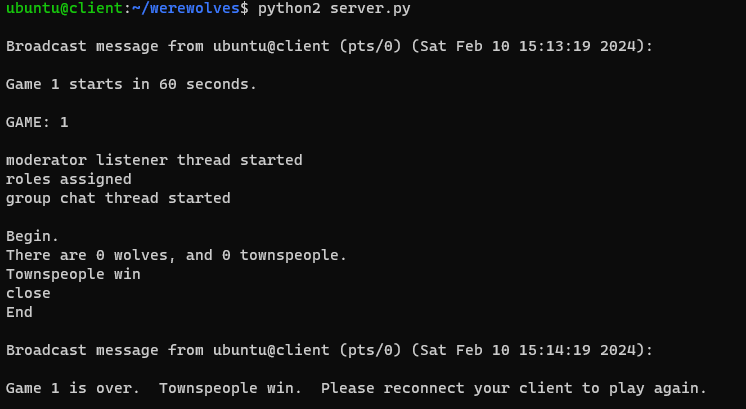 ubuntu@client:~/werewolves$ python2 server.py
Broadcast message from ubuntu@client (pts/0) (Sat Feb 10 15:13:19 2024):
Game 1 starts in 60 seconds.
GAME: 1
moderator listener thread started
roles assigned
group chat thread started
Begin.
There are 0 wolves, and 0 townspeople.
Townspeople win
close
End
Broadcast message from ubuntu@client (pts/0) (Sat Feb 10 15:14:19 2024):
Game 1 is over.  Townspeople win.  Please reconnect your client to play again.